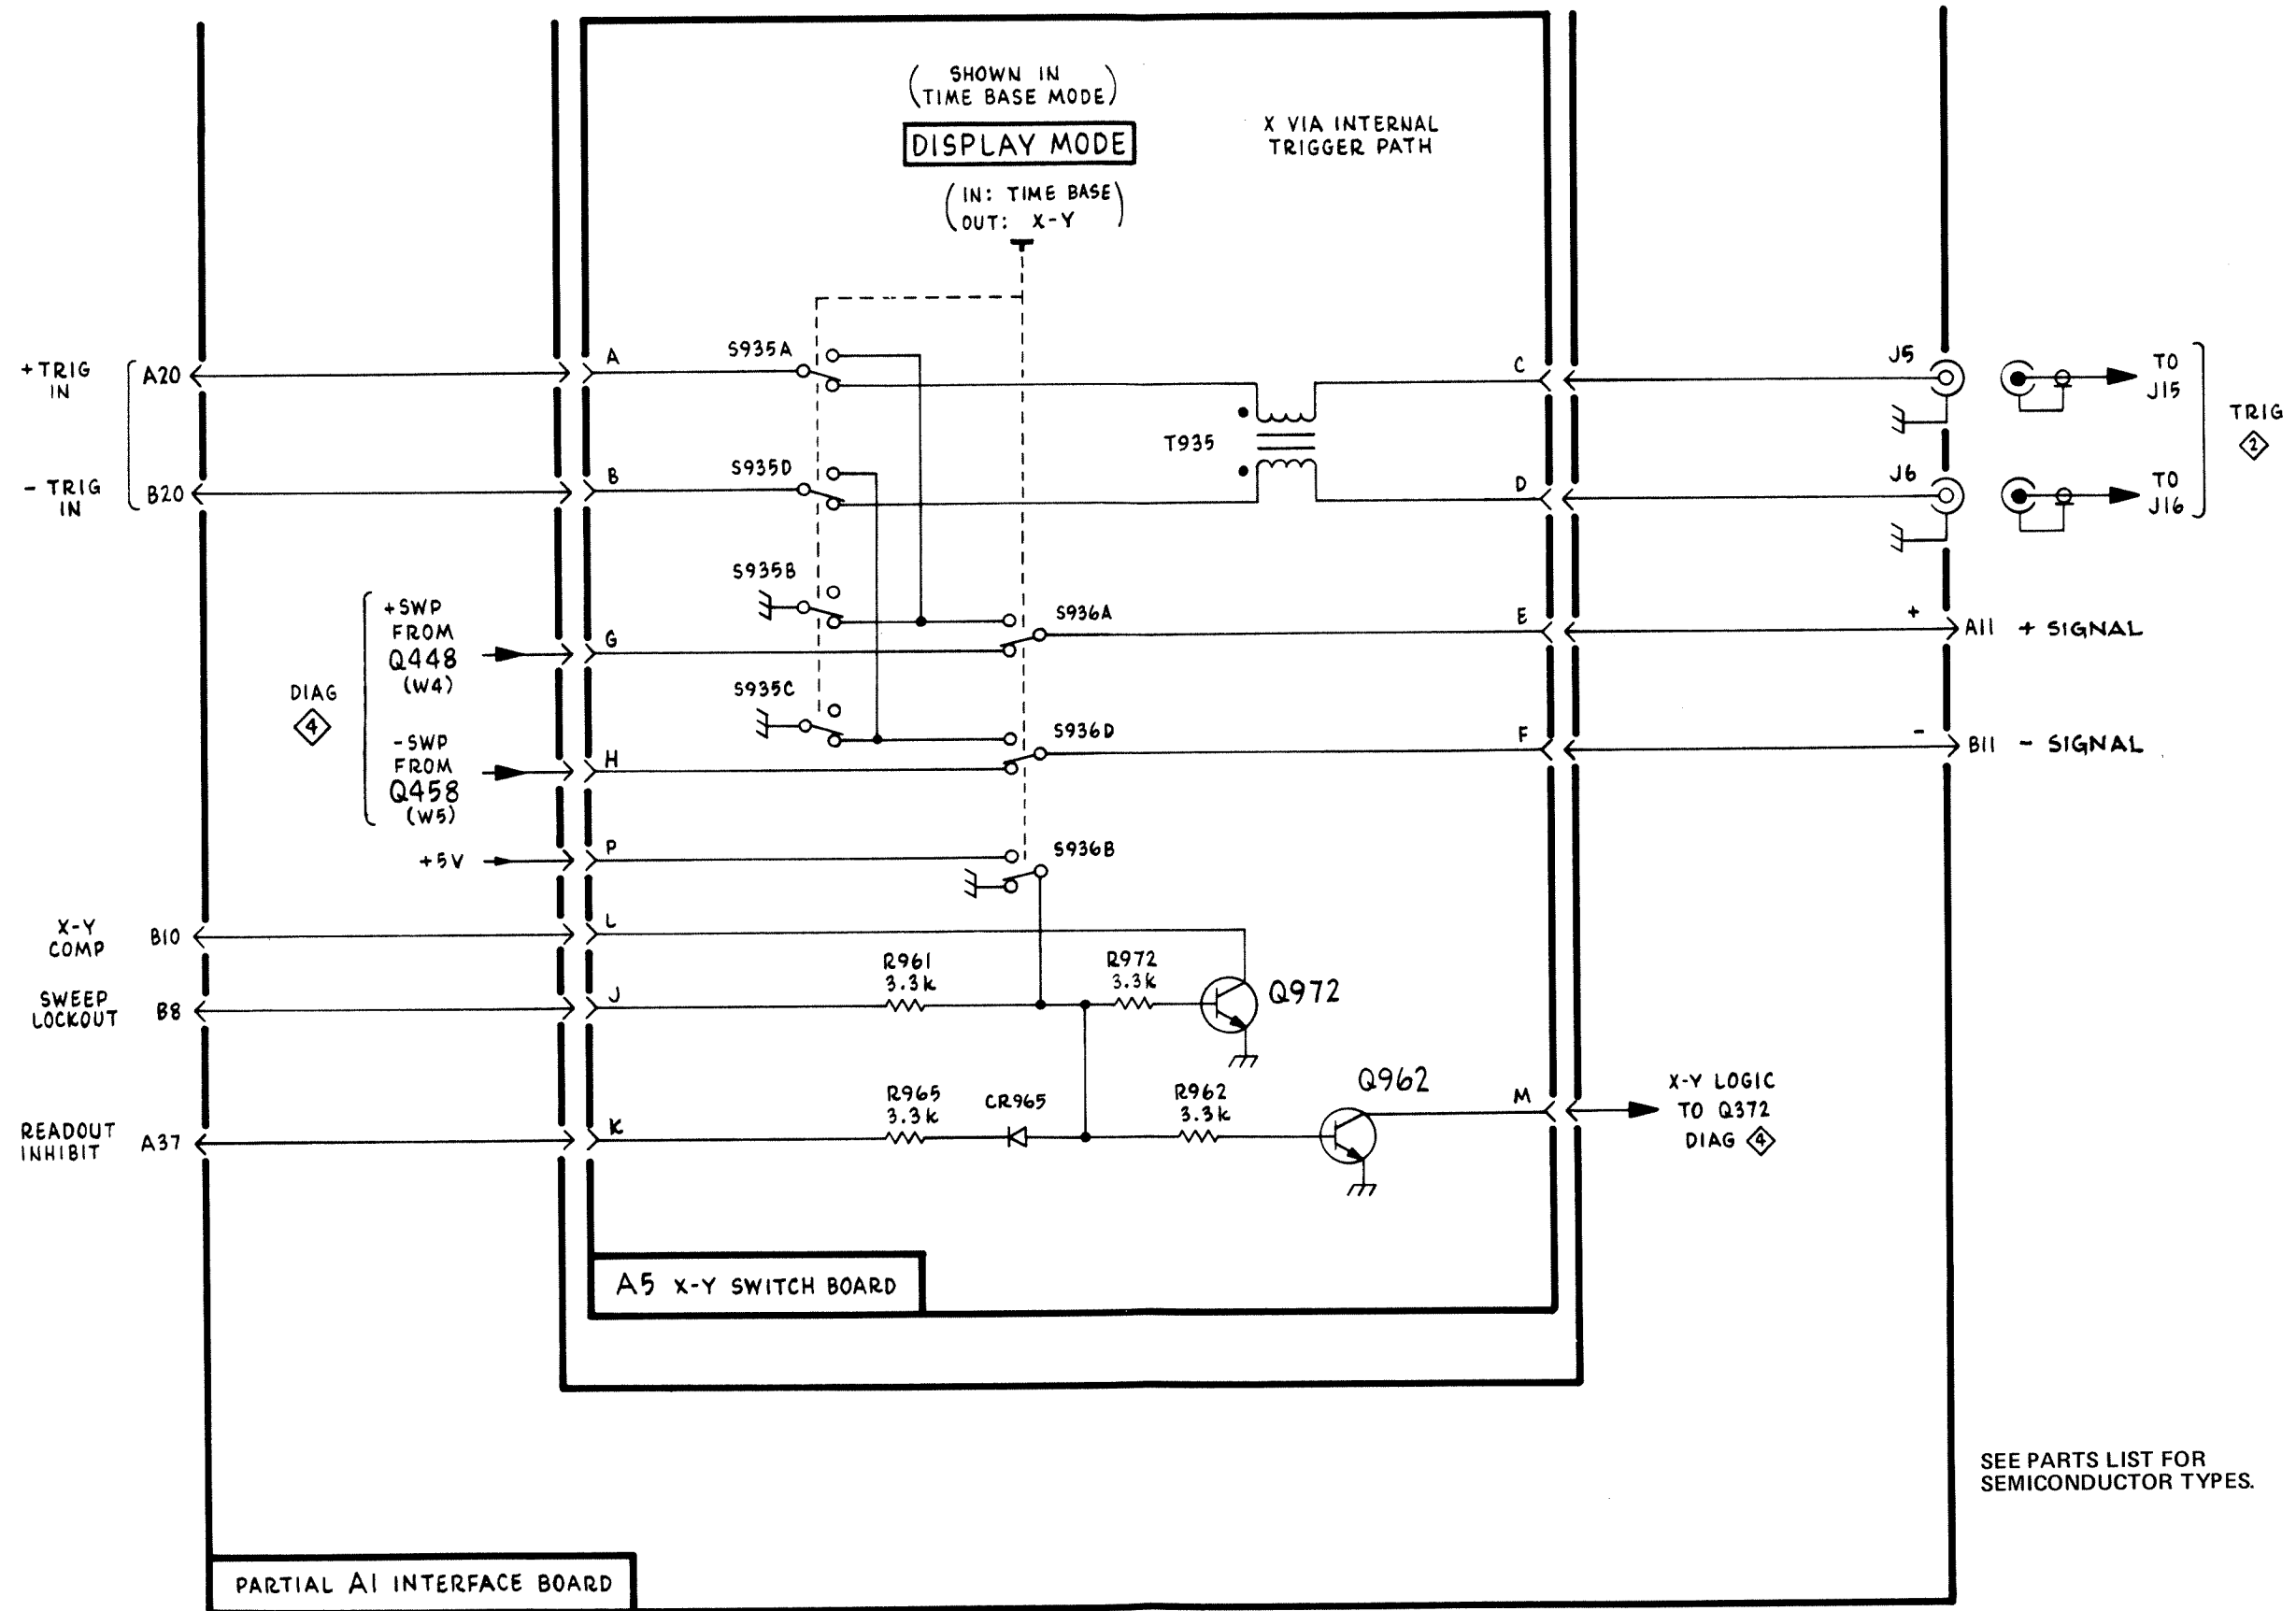 (SHOWN IN
TIME BASE MODE)
DISPLAY MODE
(IN: TIME BASE
OUT: X-Y)
X VIA INTERNAL
TRIGGER PATH
+TRIG
IN
A20
A
S935A
C
J5
TO
J15
TRIG
2
T935
- TRIG
IN
B20
B
S935D
D
J6
TO
J16
S935B
DIAG
4
+SWP
FROM
Q448
(W4)
G
S936A
E
+
A11 + SIGNAL
S935C
-SWP
FROM
Q458
(W5)
H
S936D
F
-
B11 - SIGNAL
+5V
P
S936B
X-Y
COMP
B10
L
SWEEP
LOCKOUT
B8
J
R961
3.3K
R972
3.3K
Q972
READOUT
INHIBIT
A37
K
R965
3.3K
CR965
R962
3.3K
Q962
M
X-Y LOGIC
TO Q372
DIAG 4
A5 X-Y SWITCH BOARD
SEE PARTS LIST FOR
SEMICONDUCTOR TYPES.
PARTIAL A1 INTERFACE BOARD